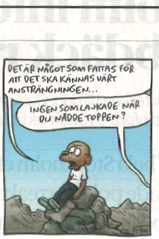 DET ÄR NÅGOT SOM FATTAS FÖR
ATT DET SKA KÄNNAS VÄRT
ANSTRÄNGNINGEN...
INGEN SOM LAJKADE NÄR
DU NÅDDE TOPPEN?